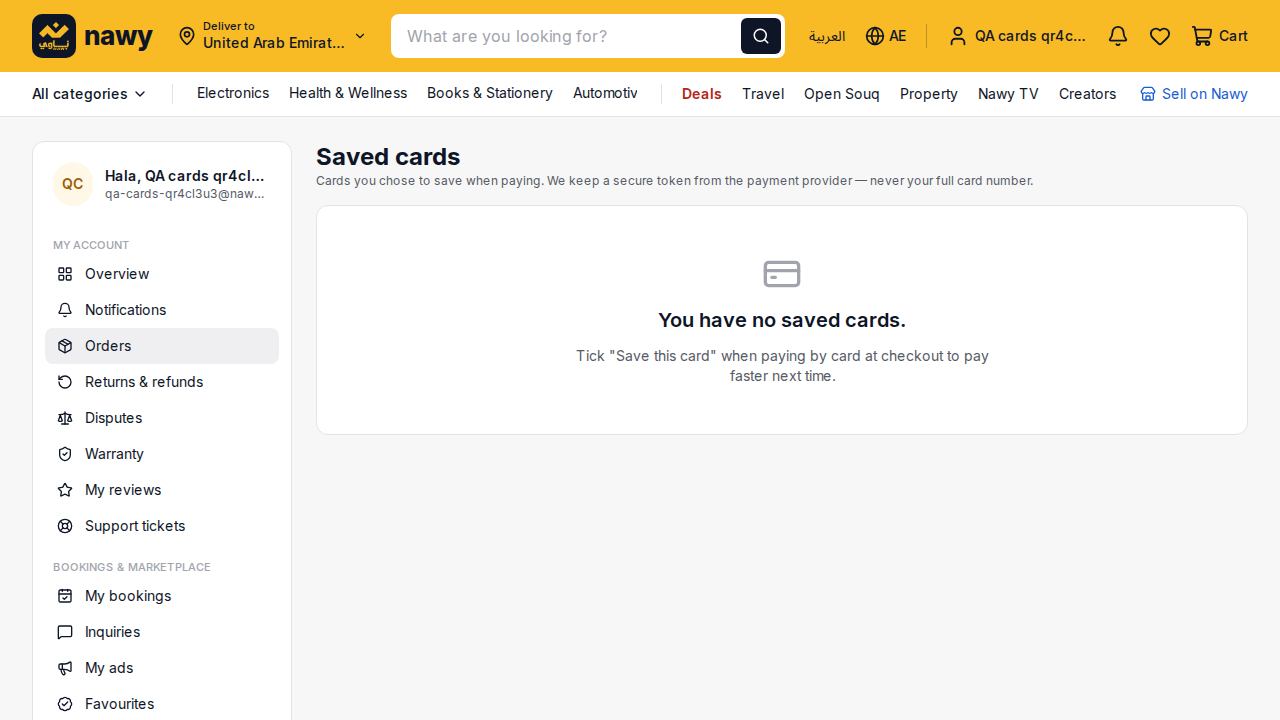 نــاوي
NAWY
nawy
Deliver to
United Arab Emirat...
What are you looking for?
العربية
AE
QA cards qr4c...
Cart
All categories
Electronics
Health & Wellness
Books & Stationery
Automotiv
Deals
Travel
Open Souq
Property
Nawy TV
Creators
Sell on Nawy
QC
Hala, QA cards qr4cl...
qa-cards-qr4cl3u3@naw...
MY ACCOUNT
Overview
Notifications
Orders
Returns & refunds
Disputes
Warranty
My reviews
Support tickets
BOOKINGS & MARKETPLACE
My bookings
Inquiries
My ads
Favourites
Saved cards
Cards you chose to save when paying. We keep a secure token from the payment provider — never your full card number.
You have no saved cards.
Tick "Save this card" when paying by card at checkout to pay
faster next time.